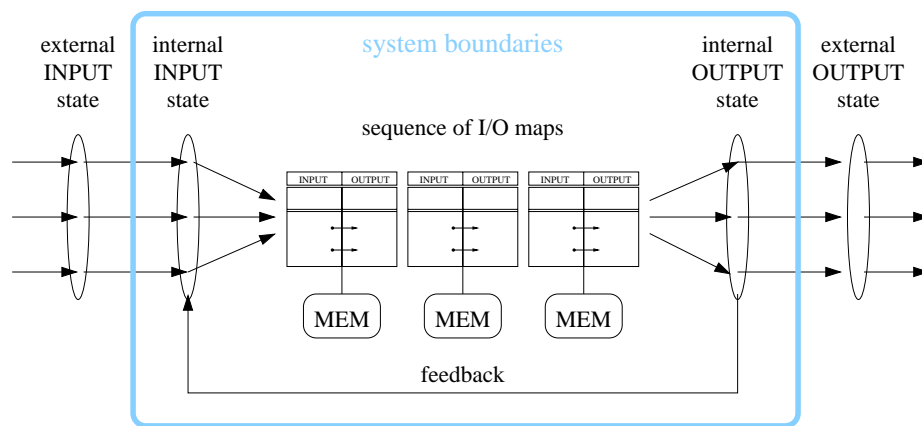 system boundaries
external
INPUT
state
internal
INPUT
state
internal
OUTPUT
state
external
OUTPUT
state
sequence of I/O maps
INPUT OUTPUT INPUT OUTPUT INPUT OUTPUT
MEM MEM MEM
feedback